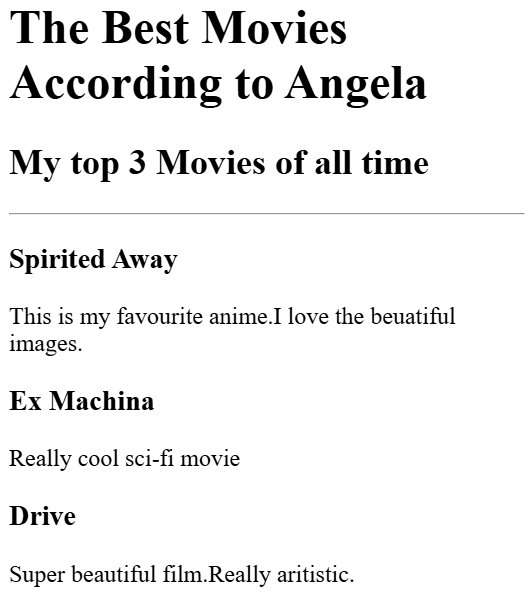 The Best Movies
According to Angela
My top 3 Movies of all time
Spirited Away
This is my favourite anime.I love the beuatiful
images.
Ex Machina
Really cool sci-fi movie
Drive
Super beautiful film.Really aritistic.